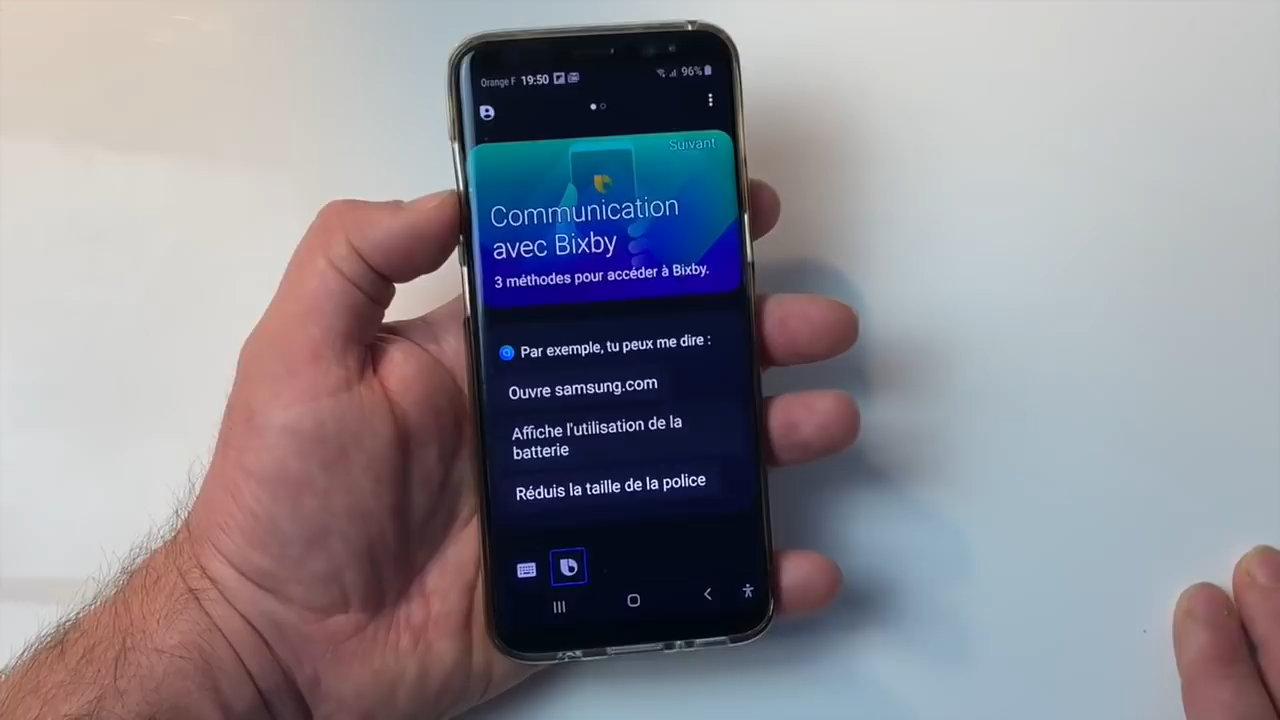 Orange F 19:50 96%
Suivant
Communication
avec Bixby
3 méthodes pour accéder à Bixby.
Par exemple, tu peux me dire :
Ouvre samsung.com
Affiche l'utilisation de la
batterie
Réduis la taille de la police